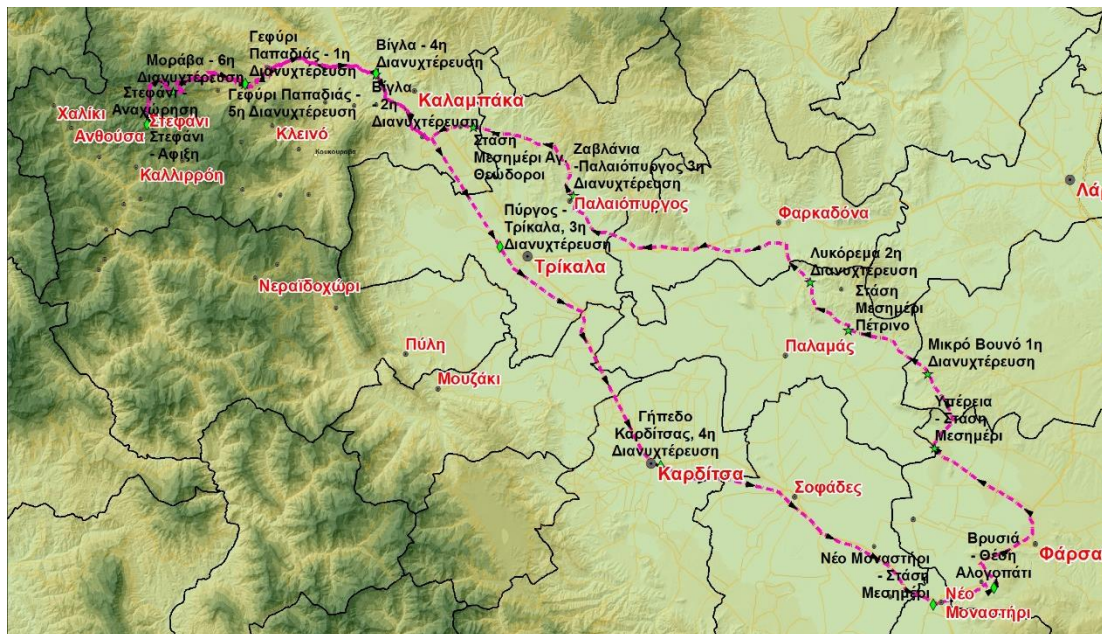 Γεφύρι
Παπαδιάς - 1η
Διανυχτέρευση
Βίγλα - 4η
Διανυχτέρευση
Μοράβα - 6η
Διανυχτέρευση
Γεφύρι Παπαδιάς -
5η Διανυχτέρευση
Βίγλα
- 2η
Διανυχτέρευση
Καλαμπάκα
Στεφάνι -
Αναχώρηση
Χαλίκι
Στεφάνι
Ανθούσα
Στεφάνι
- Αφιξη
Κλεινό
Κουκουραβα
Καλλιρρόη
Στάση
Μεσημέρι Αγ.
Θεώδοροι
Ζαβλάνια
-Παλαιόπυργος 3η
Διανυχτέρευση
Παλαιόπυργος
Λάρ
Φαρκαδόνα
Πύργος -
Τρίκαλα, 3η
Διανυχτέρευση
Τρίκαλα
Λυκόρεμα 2η
Διανυχτέρευση
Νεραϊδοχώρι
Στάση
Μεσημέρι
Πέτρινο
Πύλη
Παλαμάς
Μικρό Βουνό 1η
Διανυχτέρευση
Μουζάκι
Υπέρεια
- Στάση
Μεσημέρι
Γήπεδο
Καρδίτσας, 4η
Διανυχτέρευση
Καρδίτσα
Σοφάδες
Βρυσιά
- Θέση
Αλογοπάτι
Φάρσα
Νέο Μοναστήρι
- Στάση
Μεσημέρι
Νέο
Μοναστήρι